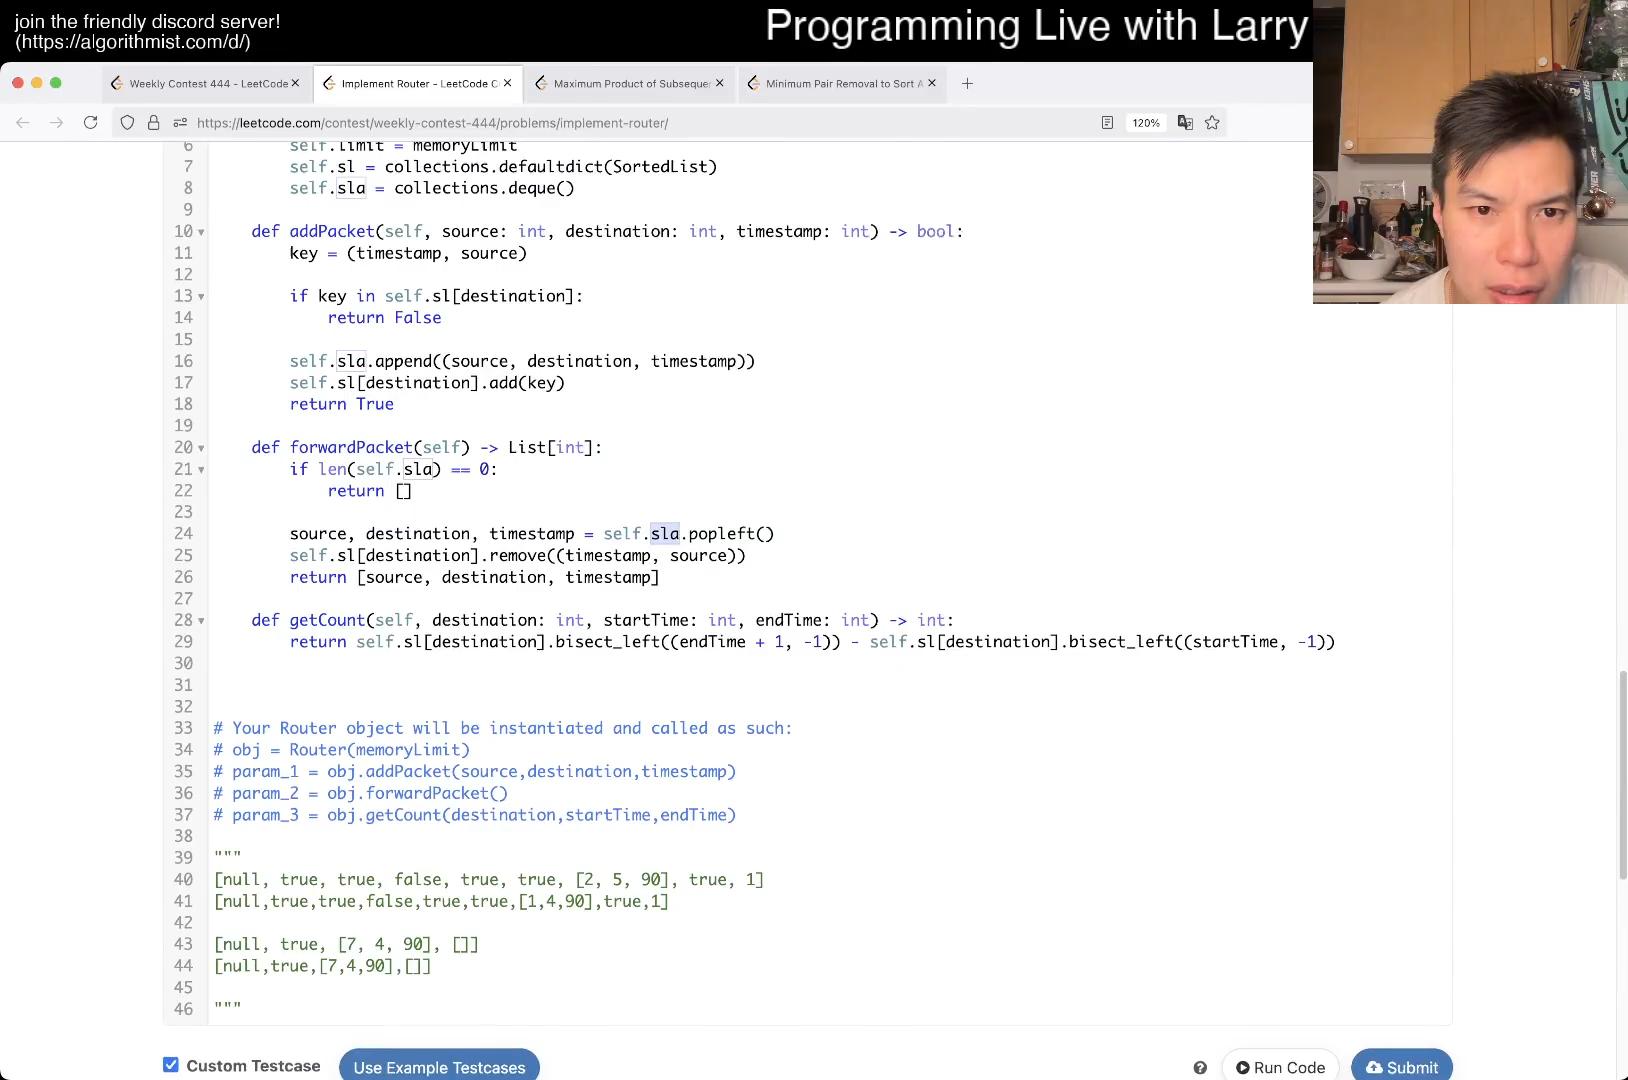 join the friendly discord server!
(https://algorithmist.com/d/)
Programming Live with Larry
Weekly Contest 444 - LeetCode
Implement Router - LeetCode C
Maximum Product of Subsequen
Minimum Pair Removal to Sort A
https://leetcode.com/contest/weekly-contest-444/problems/implement-router/
120%
6 self.limit = memoryLimit
7 self.sl = collections.defaultdict(SortedList)
8 self.sla = collections.deque()
9
10 def addPacket(self, source: int, destination: int, timestamp: int) -> bool:
11 key = (timestamp, source)
12
13 if key in self.sl[destination]:
14 return False
15
16 self.sla.append((source, destination, timestamp))
17 self.sl[destination].add(key)
18 return True
19
20 def forwardPacket(self) -> List[int]:
21 if len(self.sla) == 0:
22 return []
23
24 source, destination, timestamp = self.sla.popleft()
25 self.sl[destination].remove((timestamp, source))
26 return [source, destination, timestamp]
27
28 def getCount(self, destination: int, startTime: int, endTime: int) -> int:
29 return self.sl[destination].bisect_left((endTime + 1, -1)) - self.sl[destination].bisect_left((startTime, -1))
30
31
32
33 # Your Router object will be instantiated and called as such:
34 # obj = Router(memoryLimit)
35 # param_1 = obj.addPacket(source,destination,timestamp)
36 # param_2 = obj.forwardPacket()
37 # param_3 = obj.getCount(destination,startTime,endTime)
38
39 """
40 [null, true, true, false, true, true, [2, 5, 90], true, 1]
41 [null,true,true,false,true,true,[1,4,90],true,1]
42
43 [null, true, [7, 4, 90], []]
44 [null,true,[7,4,90],[]]
45
46 """
Custom Testcase
Use Example Testcases
Run Code
Submit